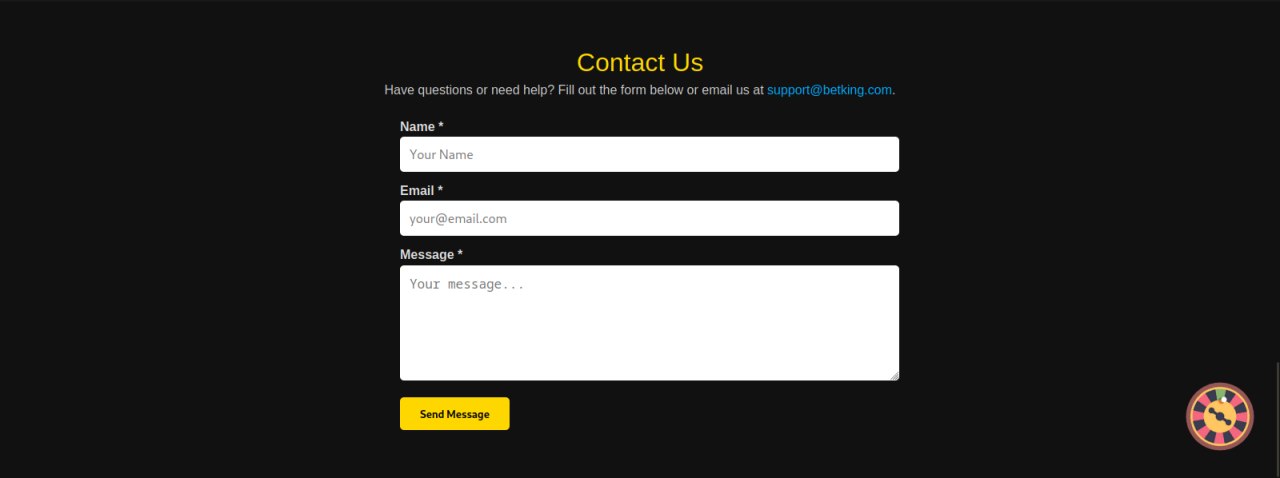 Contact Us
Have questions or need help? Fill out the form below or email us at support@betking.com.
Name *
Your Name
Email *
your@email.com
Message *
Your message...
Send Message